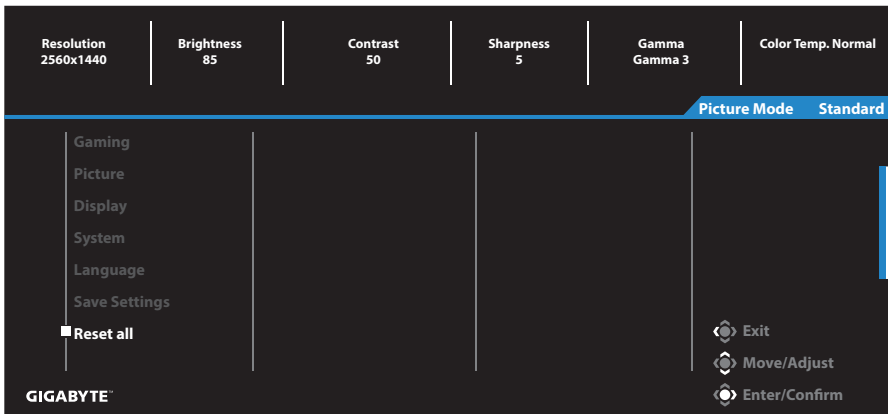 Resolution
2560x1440
Brightness
85
Contrast
50
Sharpness
5
Gamma
Gamma 3
Color Temp. Normal
Picture Mode Standard
Gaming
Picture
Display
System
Language
Save Settings
Reset all
Exit
Move/Adjust
Enter/Confirm
GIGABYTE™